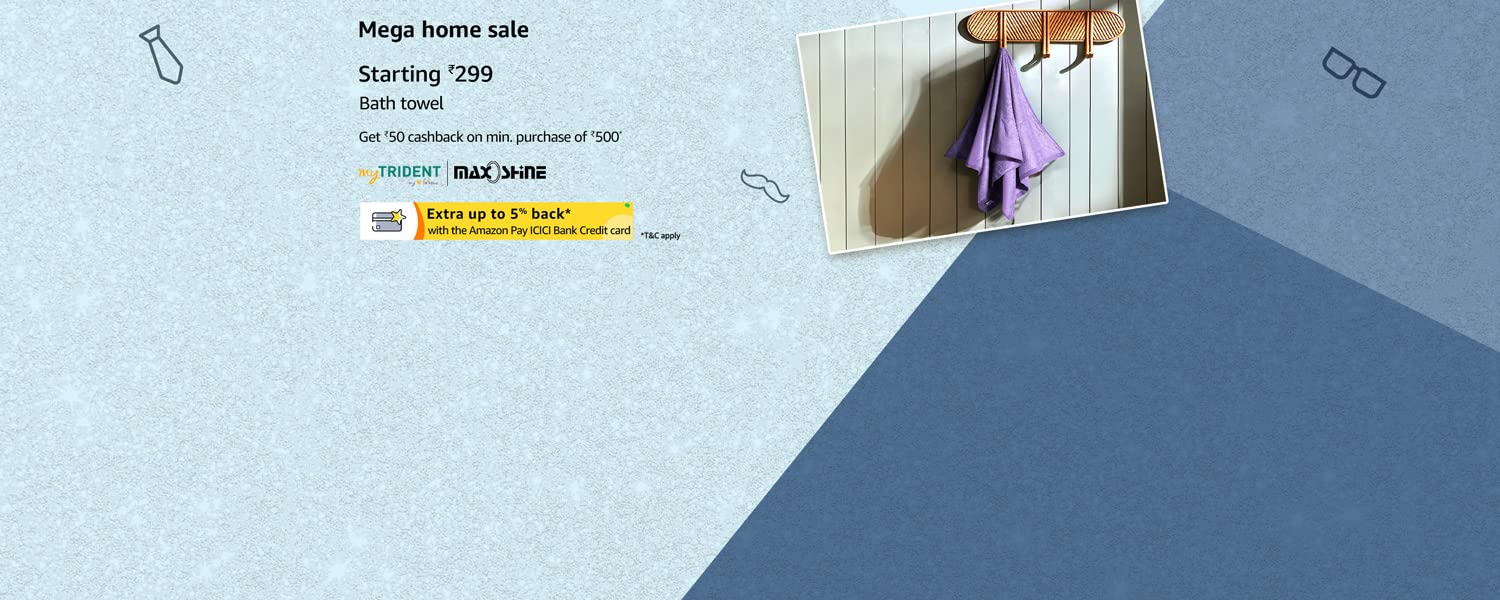 Mega home sale
Starting ₹299
Bath towel
Get ₹50 cashback on min. purchase of ₹500*
myTRIDENT MAXOSHINE
Extra up to 5% back*
with the Amazon Pay ICICI Bank Credit card
*T&C apply